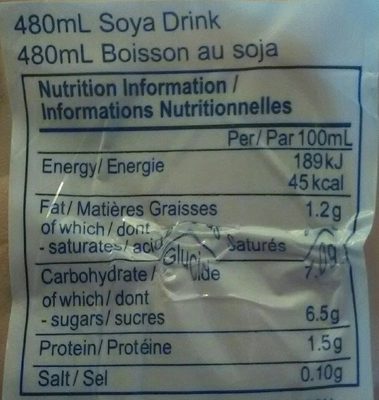 480mL Soya Drink
480mL Boisson au soja
Nutrition Information /
Informations Nutritionnelles
Per / Par 100mL
Energy / Energie 189kJ
45kcal
Fat / Matières Graisses 1.2g
of which / dont
- saturates / acid Saturés
Carbohydrate / Glucide
of which / dont
- sugars / sucres 6.5g
Protein / Protéine 1.5g
Salt / Sel 0.10g